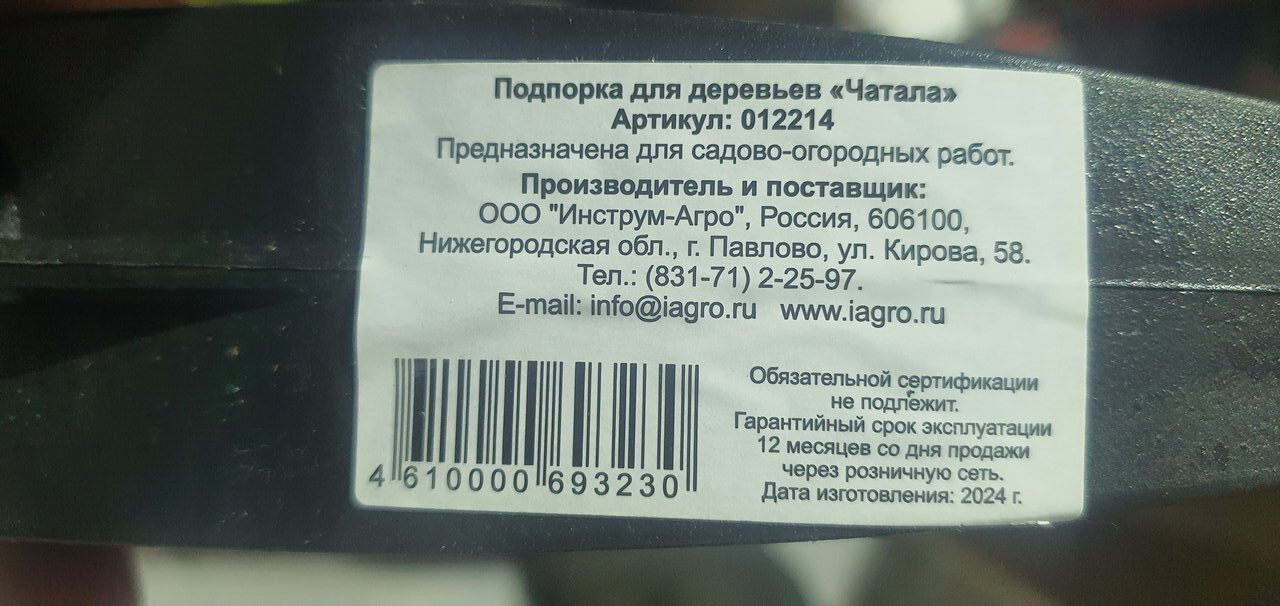 Подпорка для деревьев «Чатала»
Артикул: 012214
Предназначена для садово-огородных работ.
Производитель и поставщик:
ООО "Инструм-Агро", Россия, 606100,
Нижегородская обл., г. Павлово, ул. Кирова, 58.
Тел.: (831-71) 2-25-97.
E-mail: info@iagro.ru www.iagro.ru
4 610000 693230
Обязательной сертификации
не подлежит.
Гарантийный срок эксплуатации
12 месяцев со дня продажи
через розничную сеть.
Дата изготовления: 2024 г.